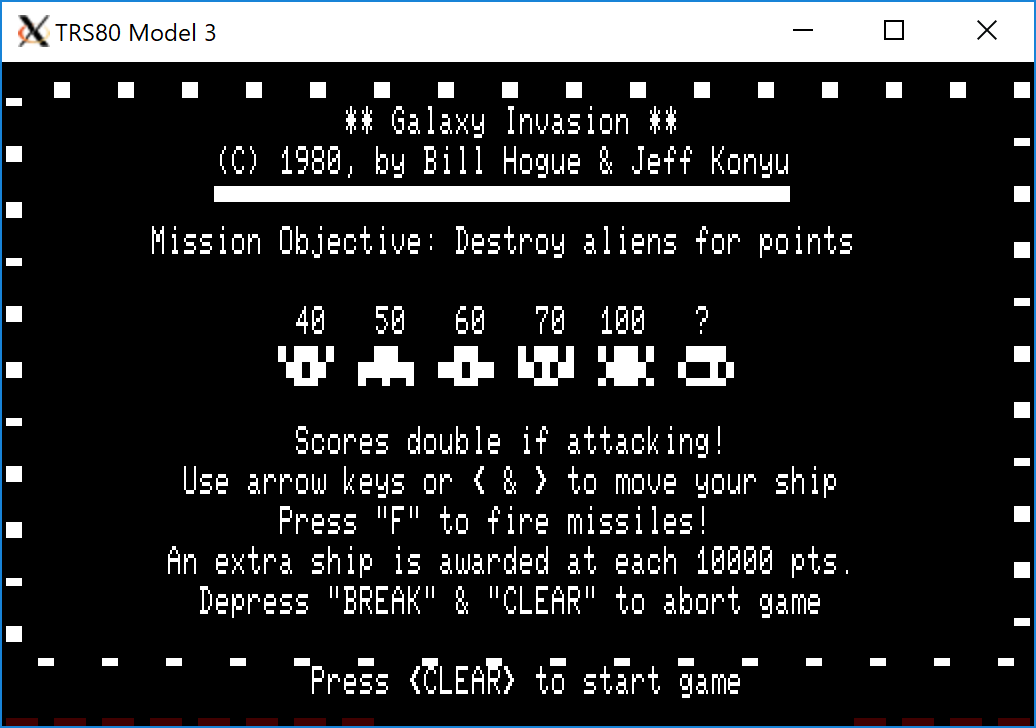 TRS80 Model 3
** Galaxy Invasion **
(C) 1980, by Bill Hogue & Jeff Konyu
Mission Objective: Destroy aliens for points
40 50 60 70 100 ?
Scores double if attacking!
Use arrow keys or < & > to move your ship
Press "F" to fire missiles!
An extra ship is awarded at each 10000 pts.
Depress "BREAK" & "CLEAR" to abort game
Press <CLEAR> to start game